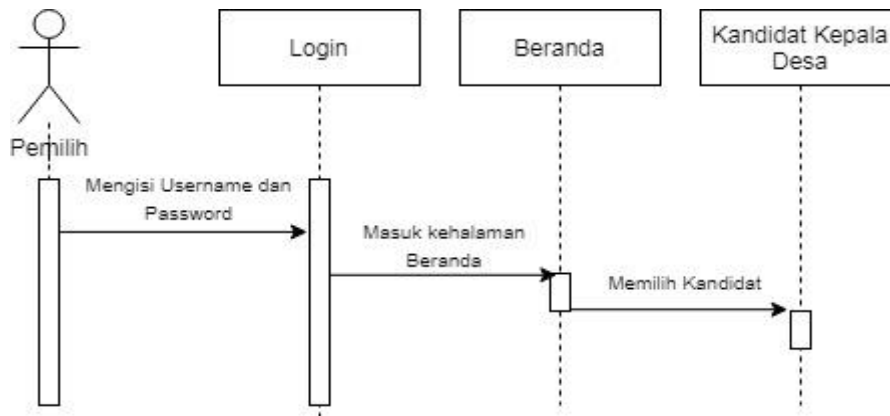 Login
Beranda
Kandidat Kepala
Desa
Pemilih
Mengisi Username dan
Password
Masuk kehalaman
Beranda
Memilih Kandidat